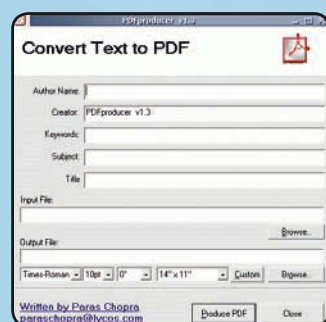 PDFproducer v1.3
Convert Text to PDF
Author Name:
Creator: PDFproducer v1.3
Keywords:
Subject:
Title:
Input File:
Browse..
Output File:
Times-Roman 10pt 0° 14" x 11" Custom Browse..
Written by Paras Chopra
paraschopra@lycos.com
Produce PDF Close